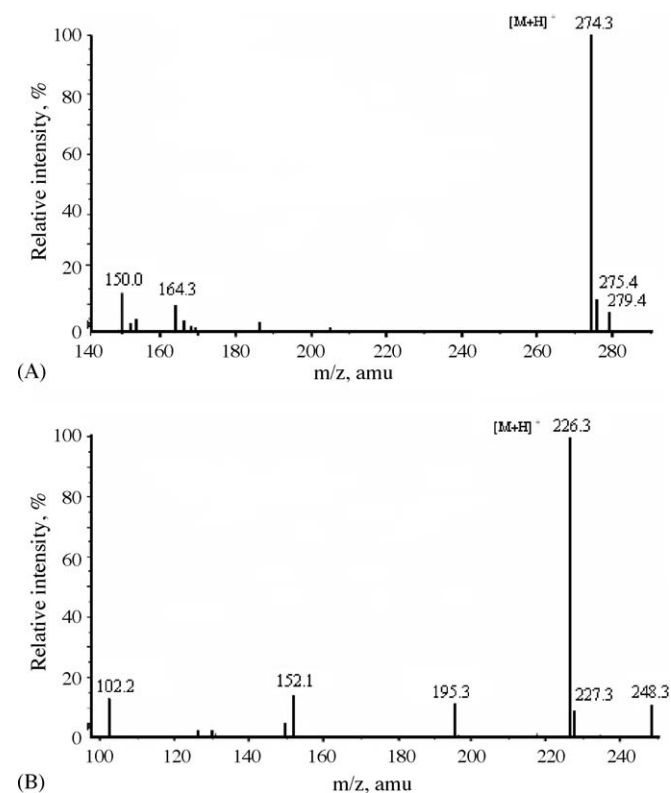 [M+H]⁺ 274.3
100
80
60
40
20
0
Relative intensity, %
150.0
164.3
275.4
279.4
140 160 180 200 220 240 260 280
m/z, amu
(A)
[M+H]⁺ 226.3
100
80
60
40
20
0
Relative intensity, %
102.2
152.1
195.3
227.3
248.3
100 120 140 160 180 200 220 240
m/z, amu
(B)